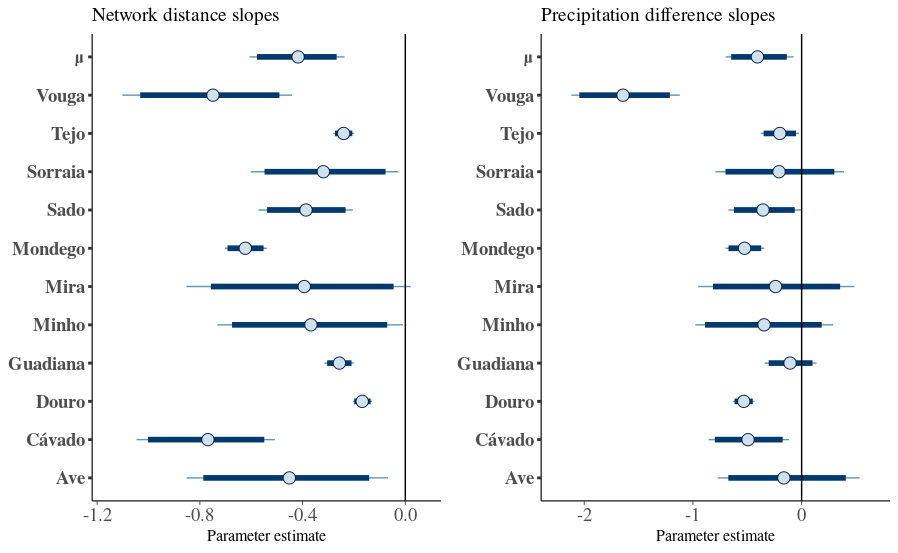 Network distance slopes
μ
Vouga
Tejo
Sorraia
Sado
Mondego
Mira
Minho
Guadiana
Douro
Cávado
Ave
-1.2 -0.8 -0.4 0.0
Parameter estimate
Precipitation difference slopes
μ
Vouga
Tejo
Sorraia
Sado
Mondego
Mira
Minho
Guadiana
Douro
Cávado
Ave
-2 -1 0
Parameter estimate